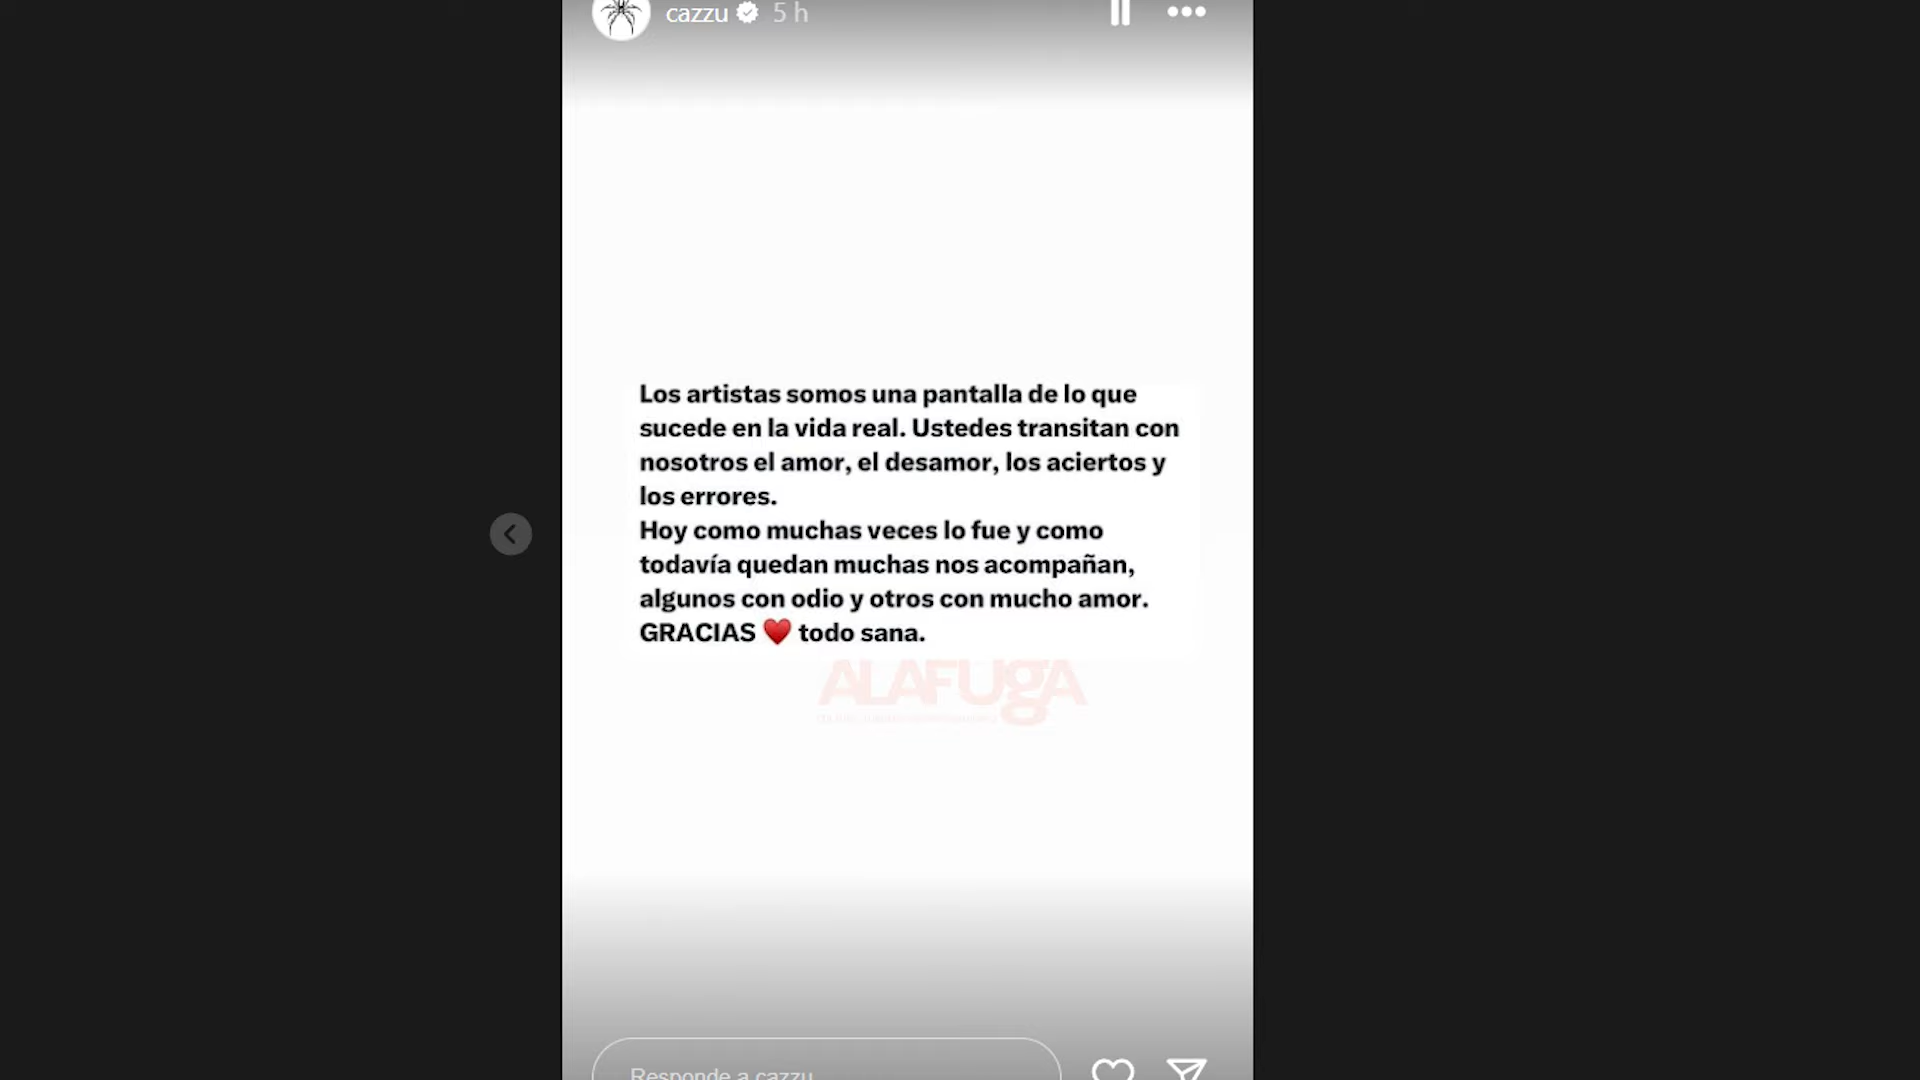 cazzu 5 h
Los artistas somos una pantalla de lo que
sucede en la vida real. Ustedes transitan con
nosotros el amor, el desamor, los aciertos y
los errores.
Hoy como muchas veces lo fue y como
todavía quedan muchas nos acompañan,
algunos con odio y otros con mucho amor.
GRACIAS ❤️ todo sana.
ALAFUgA
Responde a cazzu